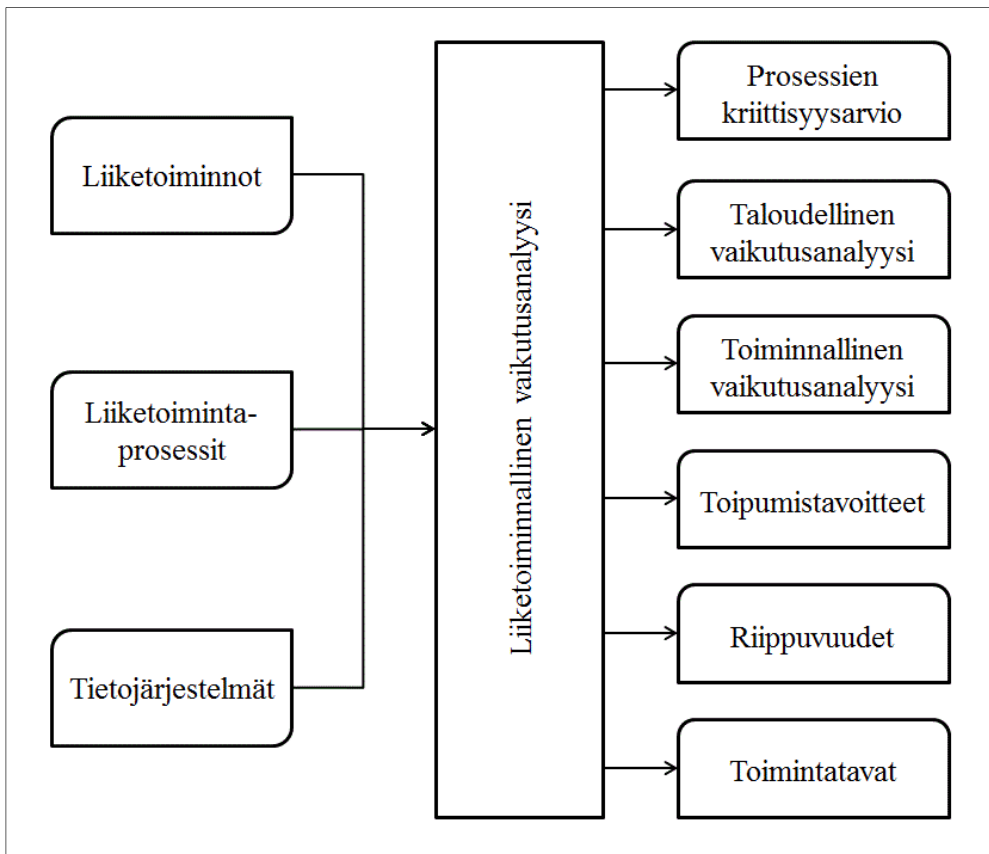 Liiketoiminnot
Liiketoiminta-
prosessit
Tietojärjestelmät
Liiketoiminnallinen vaikutusanalyysi
Prosessien
kriittisyysarvio
Taloudellinen
vaikutusanalyysi
Toiminnallinen
vaikutusanalyysi
Toipumistavoitteet
Riippuvuudet
Toimintatavat